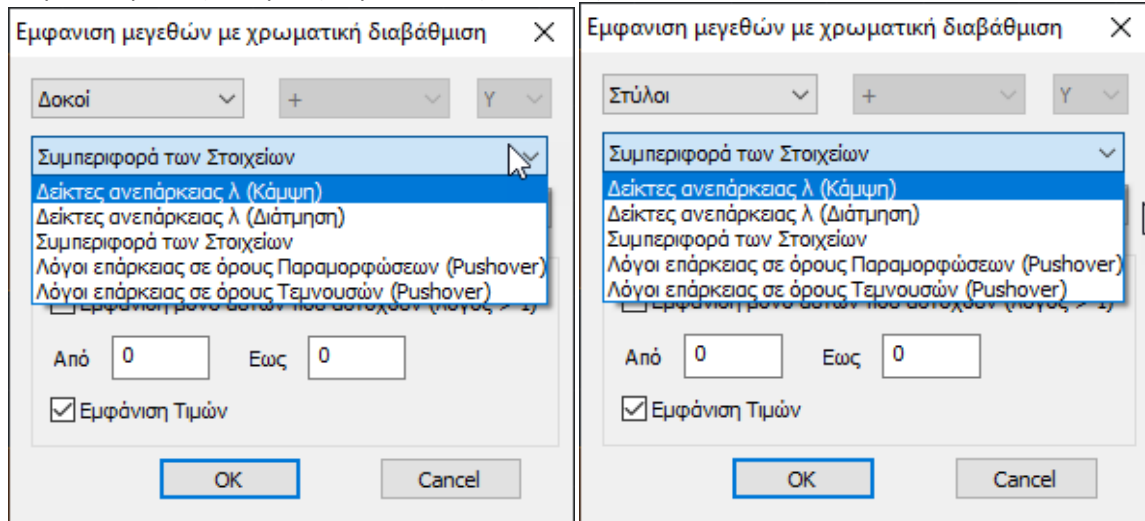 Εμφανιση μεγεθών με χρωματική διαβάθμιση
Δοκοί + Y
Συμπεριφορά των Στοιχείων
Δείκτες ανεπάρκειας λ (Κάμψη)
Δείκτες ανεπάρκειας λ (Διάτμηση)
Συμπεριφορά των Στοιχείων
Λόγοι επάρκειας σε όρους Παραμορφώσεων (Pushover)
Λόγοι επάρκειας σε όρους Τεμνουσών (Pushover)
Από 0 Εως 0
Εμφάνιση Τιμών
OK Cancel
Εμφανιση μεγεθών με χρωματική διαβάθμιση
Στύλοι + Y
Συμπεριφορά των Στοιχείων
Δείκτες ανεπάρκειας λ (Κάμψη)
Δείκτες ανεπάρκειας λ (Διάτμηση)
Συμπεριφορά των Στοιχείων
Λόγοι επάρκειας σε όρους Παραμορφώσεων (Pushover)
Λόγοι επάρκειας σε όρους Τεμνουσών (Pushover)
Από 0 Εως 0
Εμφάνιση Τιμών
OK Cancel